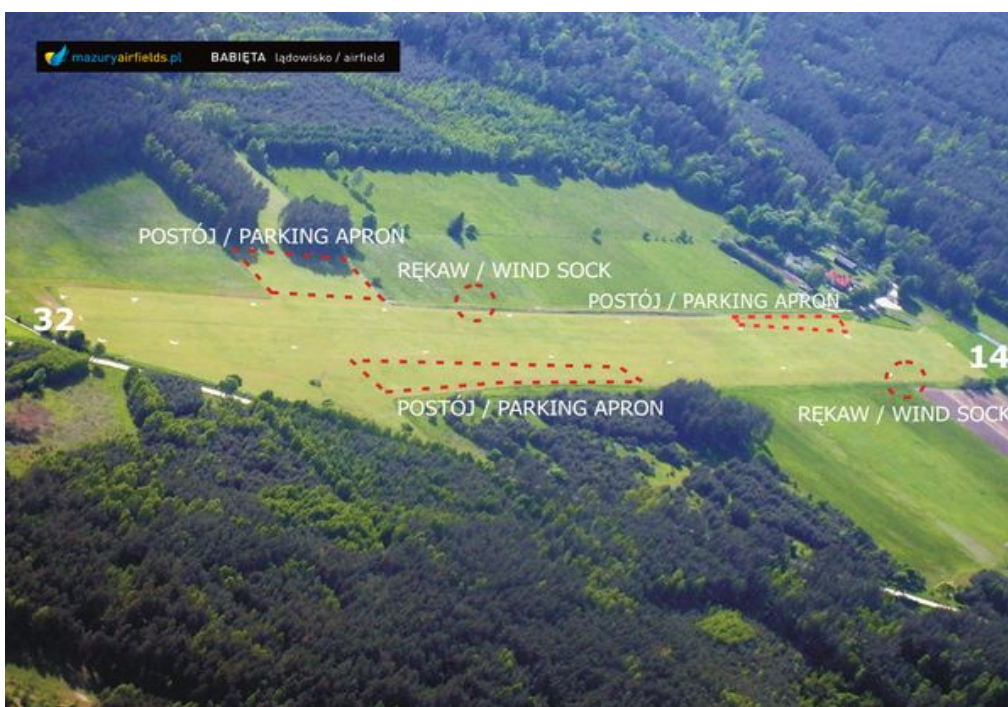 mazuryairfields.pl BABIĘTA lądowisko / airfield
POSTÓJ / PARKING APRON
RĘKAW / WIND SOCK
POSTÓJ / PARKING APRON
32
14
POSTÓJ / PARKING APRON
RĘKAW / WIND SOCK